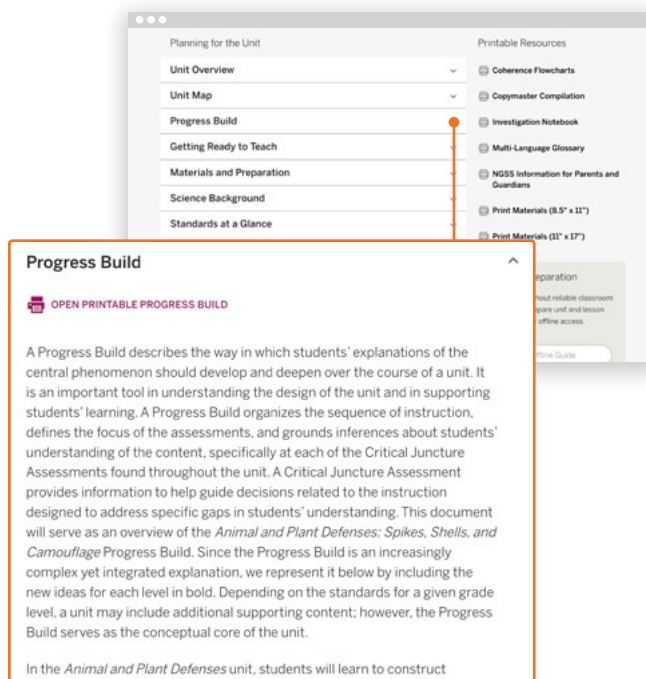 Planning for the Unit
Unit Overview
Unit Map
Progress Build
Getting Ready to Teach
Materials and Preparation
Science Background
Standards at a Glance
Printable Resources
Coherence Flowcharts
Copymaster Compilation
Investigation Notebook
Multi-Language Glossary
NGSS Information for Parents and
Guardians
Print Materials (8.5" x 11")
Print Materials (11" x 17")
reliable classroom
unit and lesson
offline access.
Guide
Progress Build
OPEN PRINTABLE PROGRESS BUILD
A Progress Build describes the way in which students' explanations of the
central phenomenon should develop and deepen over the course of a unit. It
is an important tool in understanding the design of the unit and in supporting
students' learning. A Progress Build organizes the sequence of instruction,
defines the focus of the assessments, and grounds inferences about students'
understanding of the content, specifically at each of the Critical Juncture
Assessments found throughout the unit. A Critical Juncture Assessment
provides information to help guide decisions related to the instruction
designed to address specific gaps in students' understanding. This document
will serve as an overview of the Animal and Plant Defenses: Spikes, Shells, and
Camouflage Progress Build. Since the Progress Build is an increasingly
complex yet integrated explanation, we represent it below by including the
new ideas for each level in bold. Depending on the standards for a given grade
level, a unit may include additional supporting content; however, the Progress
Build serves as the conceptual core of the unit.
In the Animal and Plant Defenses unit, students will learn to construct